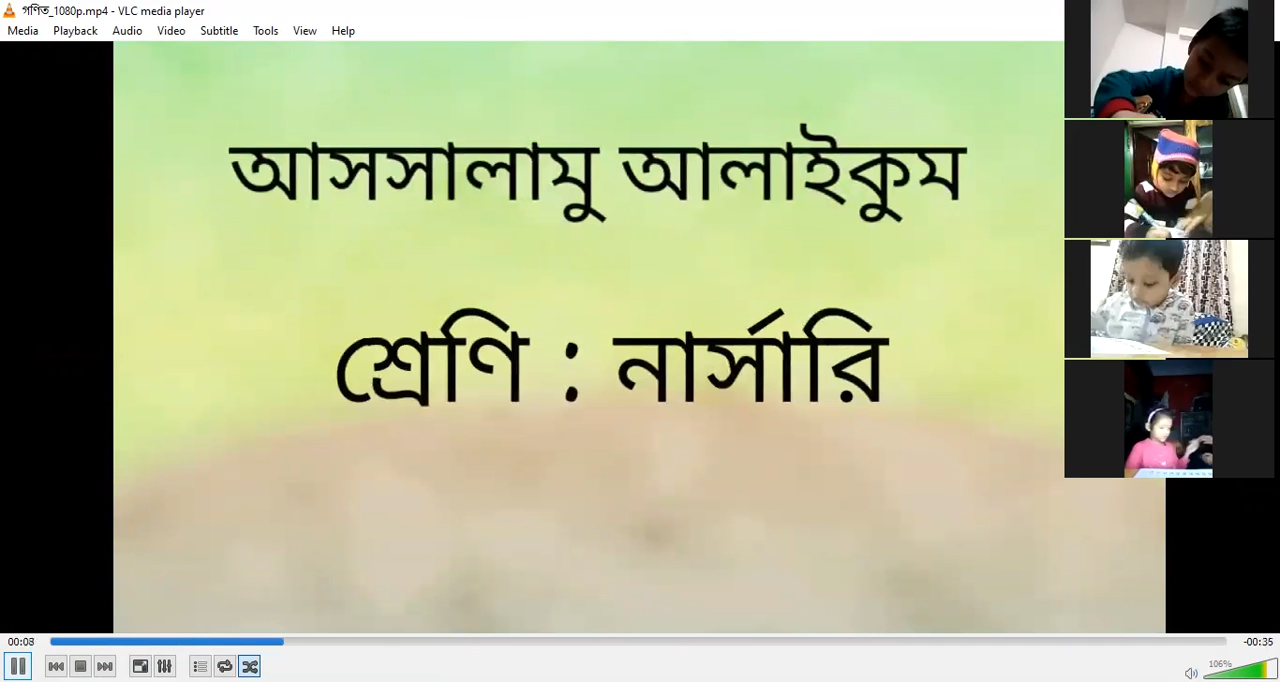 গণিত_1080p.mp4 - VLC media player
Media Playback Audio Video Subtitle Tools View Help
আসসালামু আলাইকুম
শ্রেণি : নার্সারি
00:08 -00:35
106%